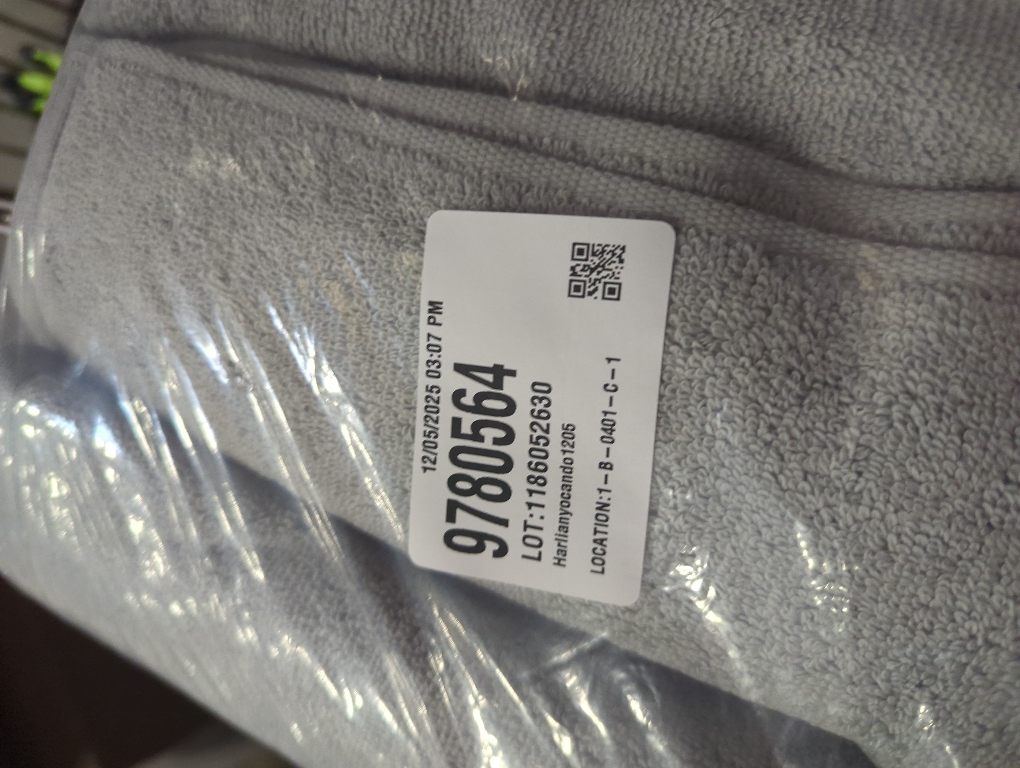 12/05/2025 03:07 PM
9780564
LOT:1186052630
Harlianyocando1205
LOCATION:1-B-0401-C-1